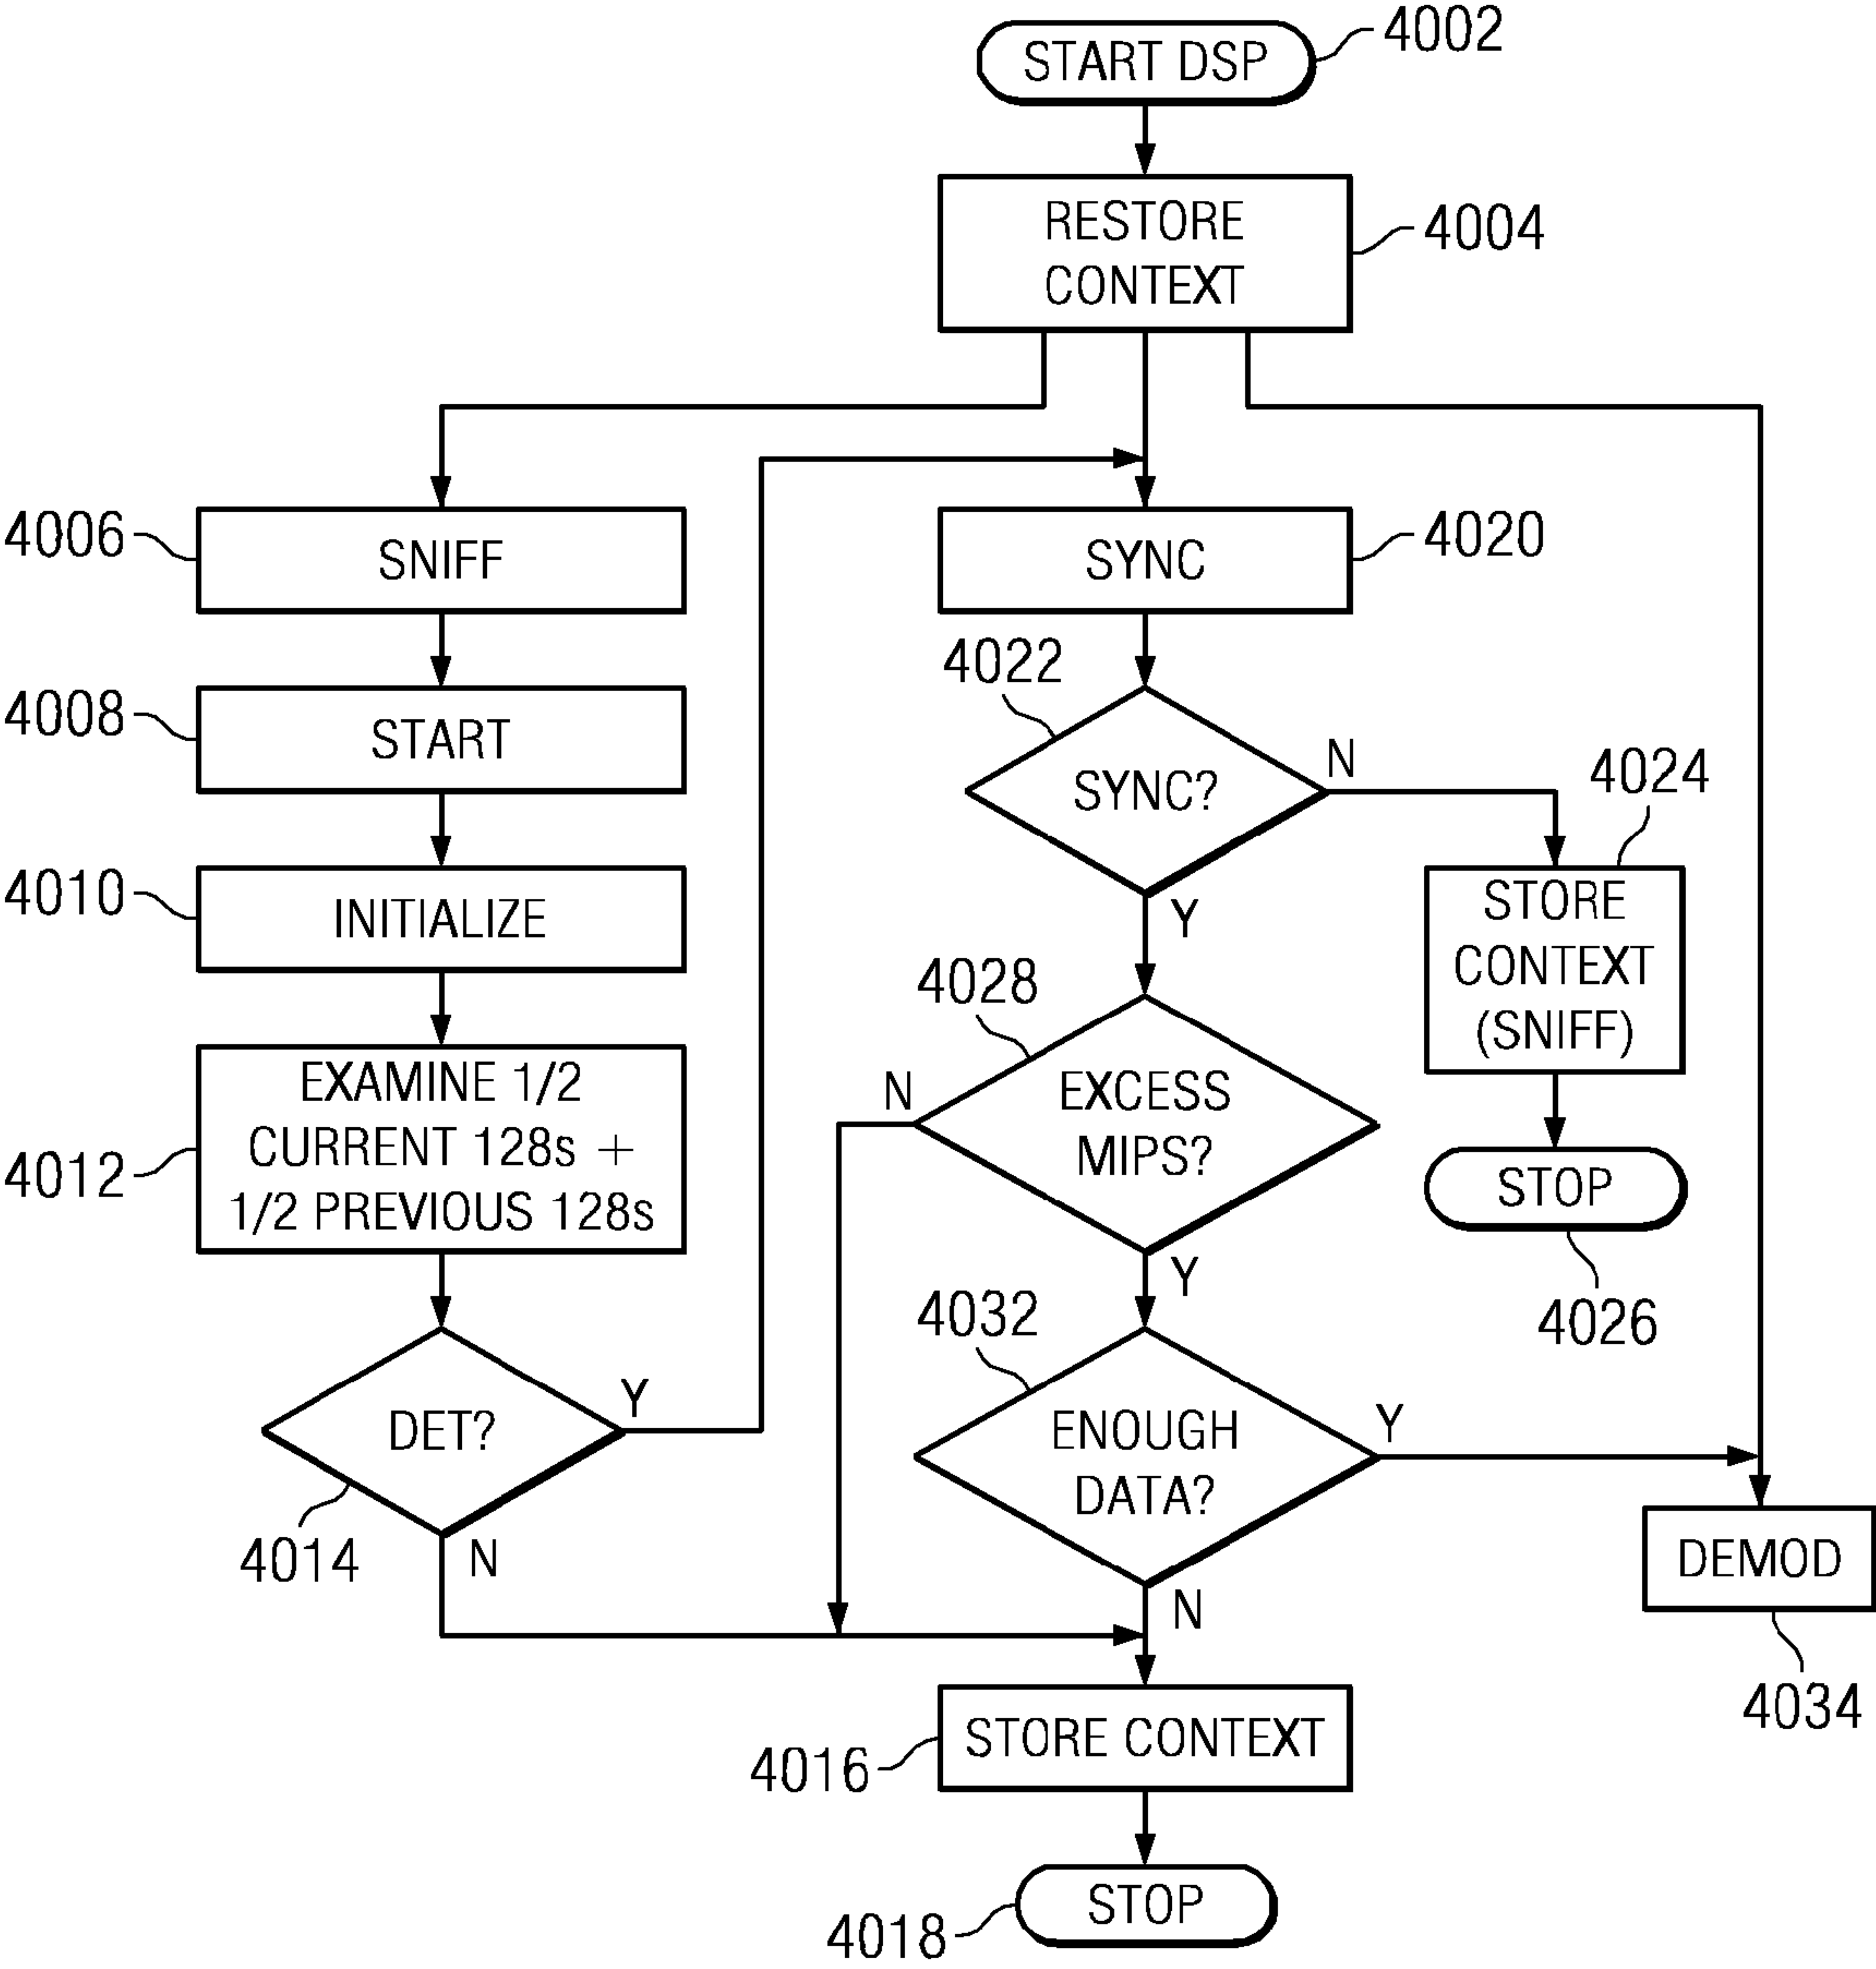 START DSP
4002
RESTORE
CONTEXT
4004
4006
SNIFF
SYNC
4020
4022
4008
START
SYNC?
N
4024
Y
4010
INITIALIZE
STORE
CONTEXT
(SNIFF)
4028
4012
EXAMINE 1/2
CURRENT 128s +
1/2 PREVIOUS 128s
N
EXCESS
MIPS?
STOP
Y
4026
4032
DET?
Y
ENOUGH
DATA?
Y
4014
N
N
DEMOD
4034
STORE CONTEXT
4016
STOP
4018